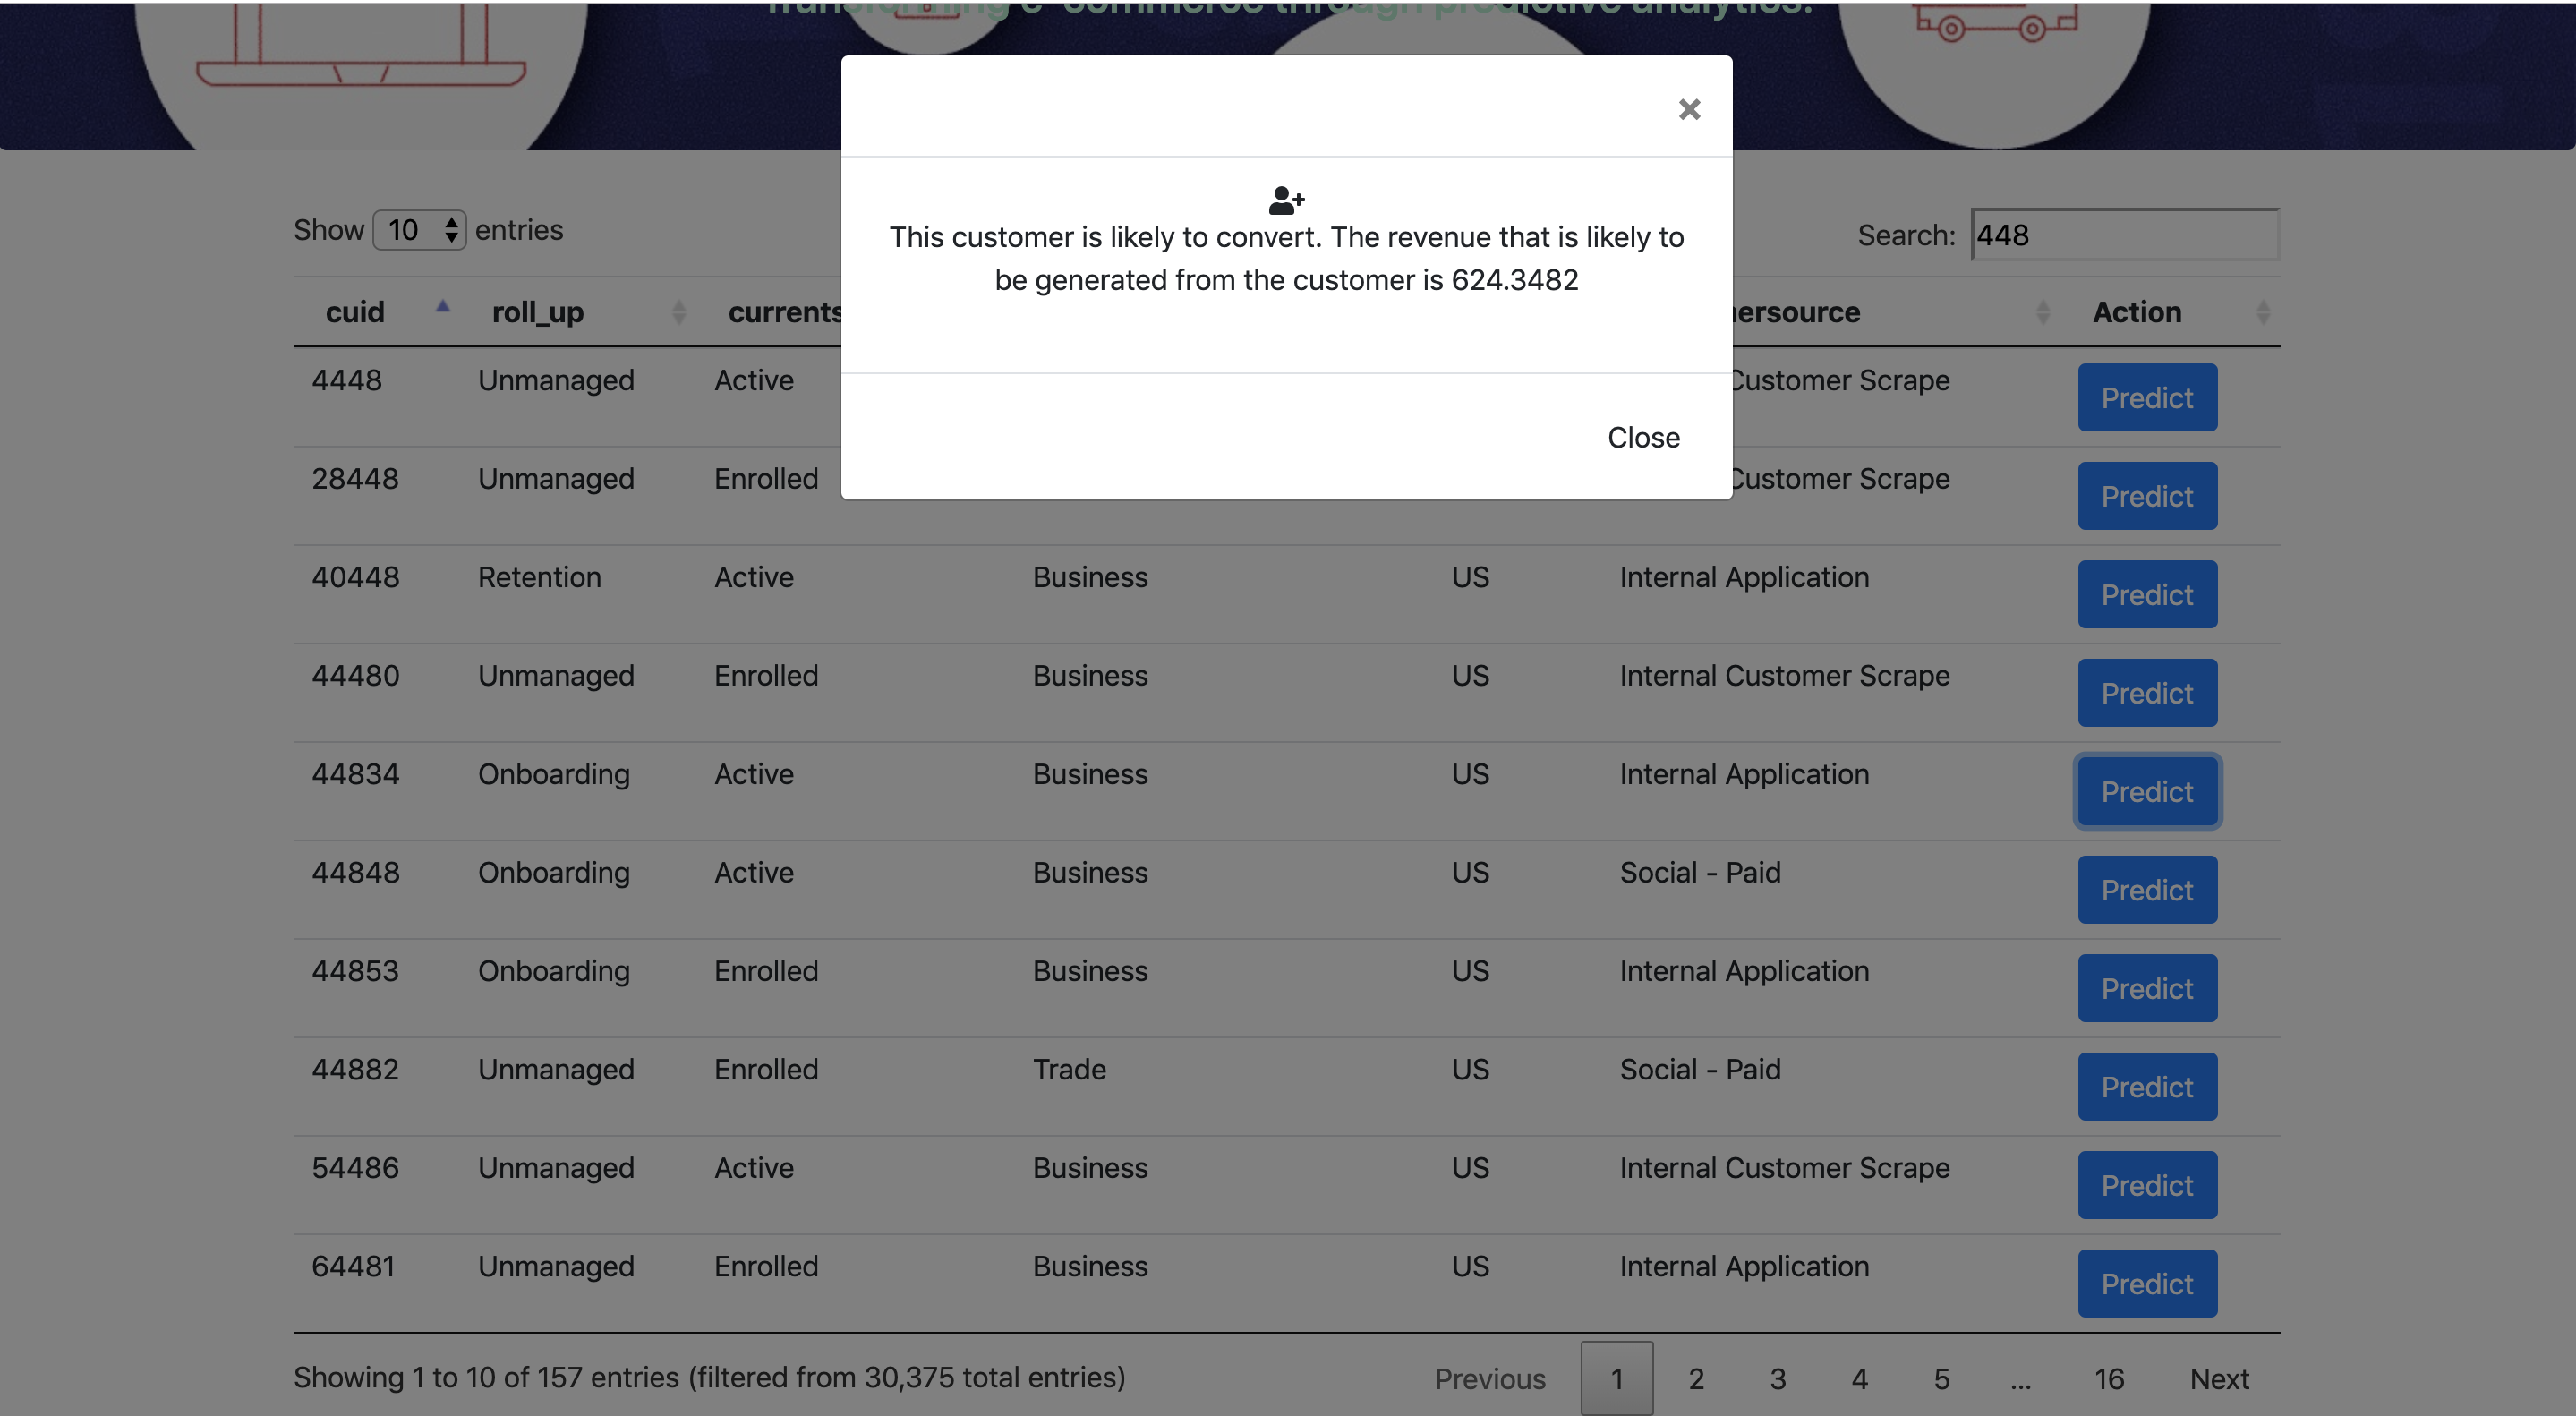 Transforming e-commerce through predictive analytics.
×
This customer is likely to convert. The revenue that is likely to
be generated from the customer is 624.3482
Close
Show 10 entries
Search: 448
cuid roll_up currents ersource Action
4448 Unmanaged Active Customer Scrape Predict
28448 Unmanaged Enrolled Customer Scrape Predict
40448 Retention Active Business US Internal Application Predict
44480 Unmanaged Enrolled Business US Internal Customer Scrape Predict
44834 Onboarding Active Business US Internal Application Predict
44848 Onboarding Active Business US Social - Paid Predict
44853 Onboarding Enrolled Business US Internal Application Predict
44882 Unmanaged Enrolled Trade US Social - Paid Predict
54486 Unmanaged Active Business US Internal Customer Scrape Predict
64481 Unmanaged Enrolled Business US Internal Application Predict
Showing 1 to 10 of 157 entries (filtered from 30,375 total entries)
Previous 1 2 3 4 5 ... 16 Next